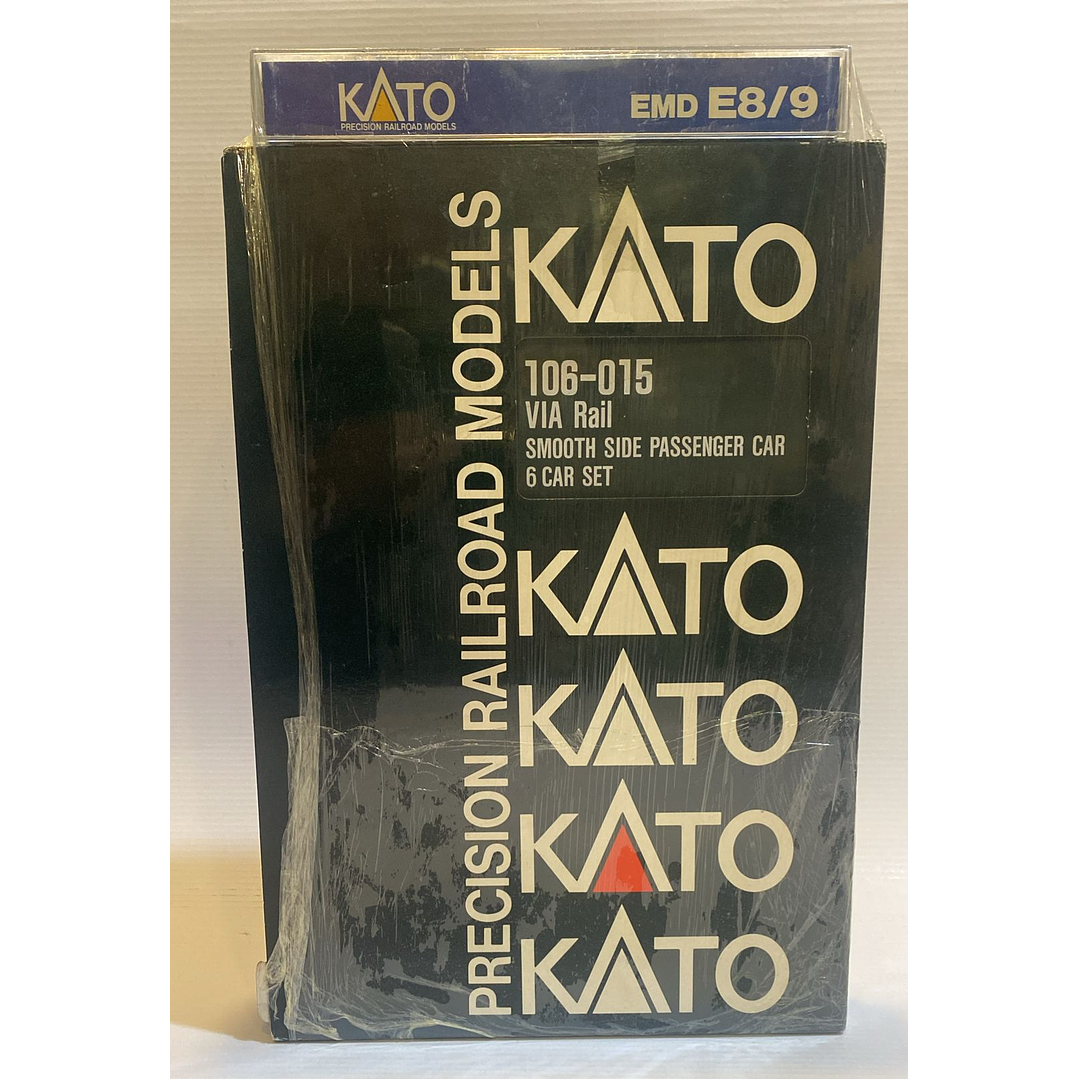 KATO
PRECISION RAILROAD MODELS
EMD E8/9
PRECISION RAILROAD MODELS
KATO
106-015
VIA Rail
SMOOTH SIDE PASSENGER CAR
6 CAR SET
KATO
KATO
KATO
KATO